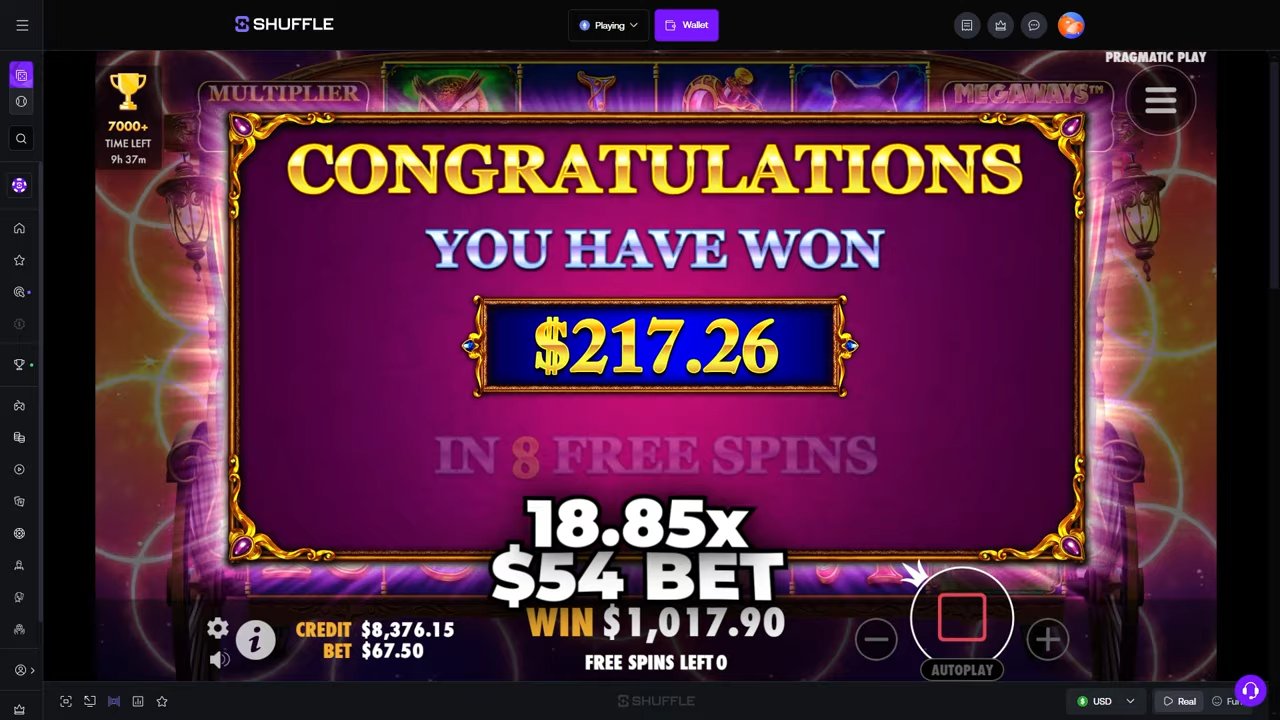 SHUFFLE
Playing
Wallet
PRAGMATIC PLAY
7000+
TIME LEFT
9h 37m
MULTIPLIER
MEGAWAYS™
CONGRATULATIONS
YOU HAVE WON
$217.26
IN 8 FREE SPINS
18.85x
$54 BET
WIN $1,017.90
CREDIT $8,376.15
BET $67.50
FREE SPINS LEFT 0
AUTOPLAY
SHUFFLE
USD
Real